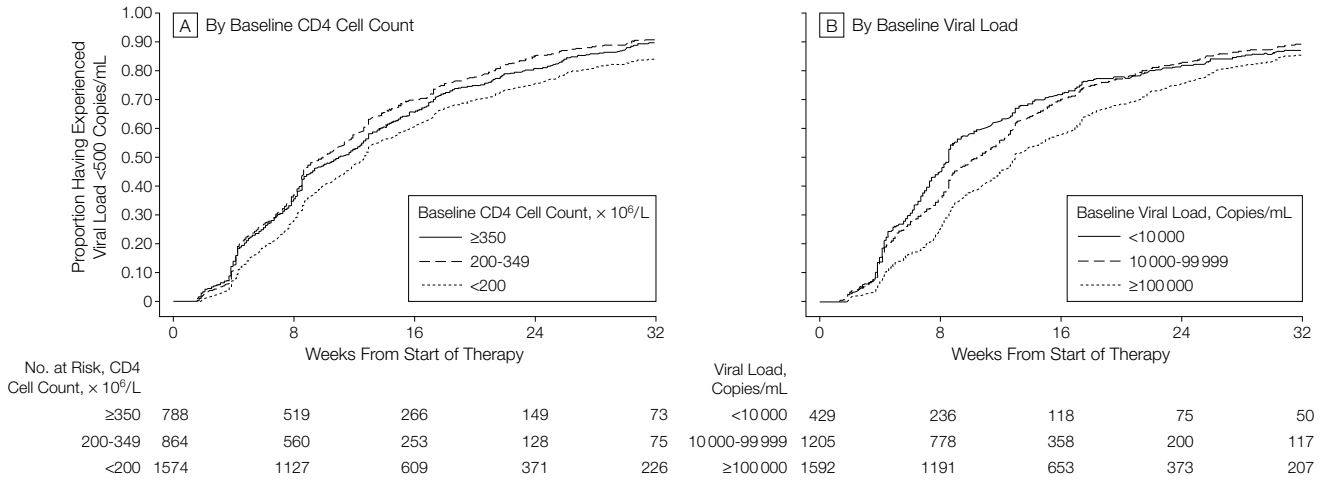 A By Baseline CD4 Cell Count
Proportion Having Experienced
Viral Load <500 Copies/mL
1.00
0.90
0.80
0.70
0.60
0.50
0.40
0.30
0.20
0.10
0
Baseline CD4 Cell Count, × 10⁶/L
≥350
200-349
<200
0 8 16 24 32
Weeks From Start of Therapy
No. at Risk, CD4
Cell Count, × 10⁶/L
≥350 788 519 266 149 73
200-349 864 560 253 128 75
<200 1574 1127 609 371 226
B By Baseline Viral Load
Baseline Viral Load, Copies/mL
<10 000
10 000-99 999
≥100 000
0 8 16 24 32
Weeks From Start of Therapy
Viral Load,
Copies/mL
<10 000 429 236 118 75 50
10 000-99 999 1205 778 358 200 117
≥100 000 1592 1191 653 373 207